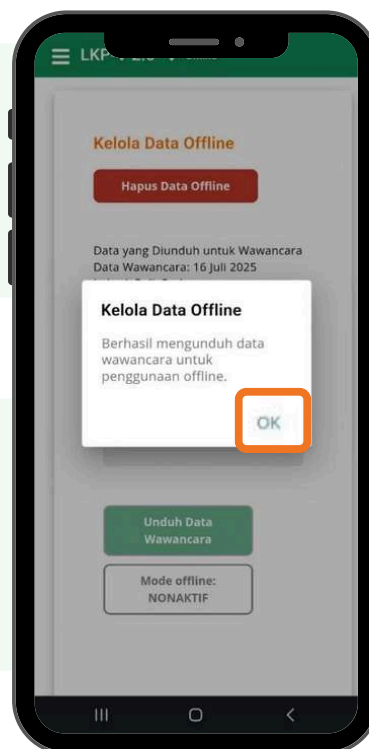 Kelola Data Offline
Hapus Data Offline
Data yang Diunduh untuk Wawancara
Data Wawancara: 16 Juli 2025
Kelola Data Offline
Berhasil mengunduh data
wawancara untuk
penggunaan offline.
OK
Unduh Data
Wawancara
Mode offline:
NONAKTIF